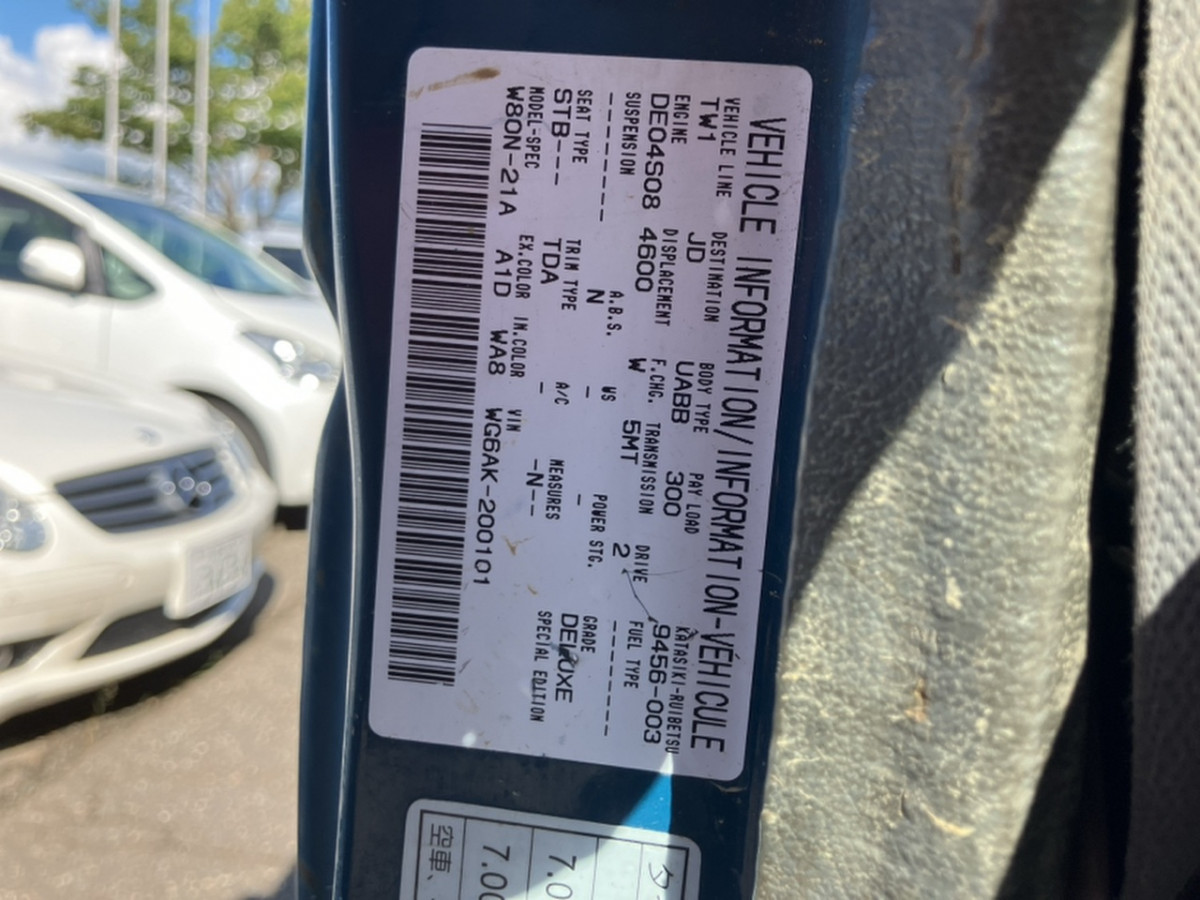 VEHICLE INFORMATION/INFORMATION-VÉHICULE
VEHICLE LINE DESTINATION BODY TYPE PAY LOAD KATASIKI-RUIBETSU
TW1 JD UABB 300 9456-003
ENGINE DISPLACEMENT F.CHG. TRANSMISSION DRIVE FUEL TYPE
DE04S08 4600 W 5MT 2 -------
SUSPENSION A.B.S. WS POWER STG. GRADE
-------- N - - DELUXE
SEAT TYPE TRIM TYPE A/C MEASURES SPECIAL EDITION
STB--- TDA - -N--
MODEL-SPEC EX.COLOR IN.COLOR VIN
W80N-21A A1D WA8 WG6AK-200101
タ
7.0
7.00
空車、